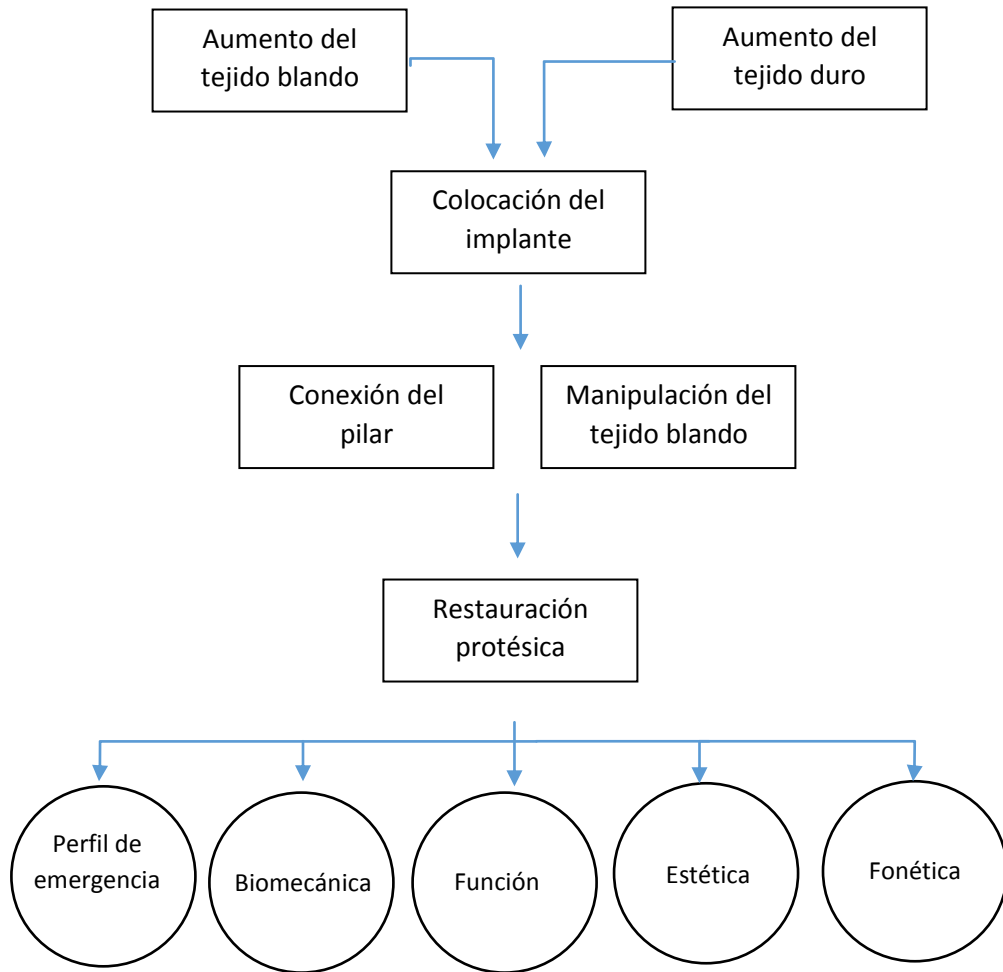 Aumento del
tejido blando
Aumento del
tejido duro
Colocación del
implante
Conexión del
pilar
Manipulación del
tejido blando
Restauración
protésica
Perfil de
emergencia
Biomecánica
Función
Estética
Fonética